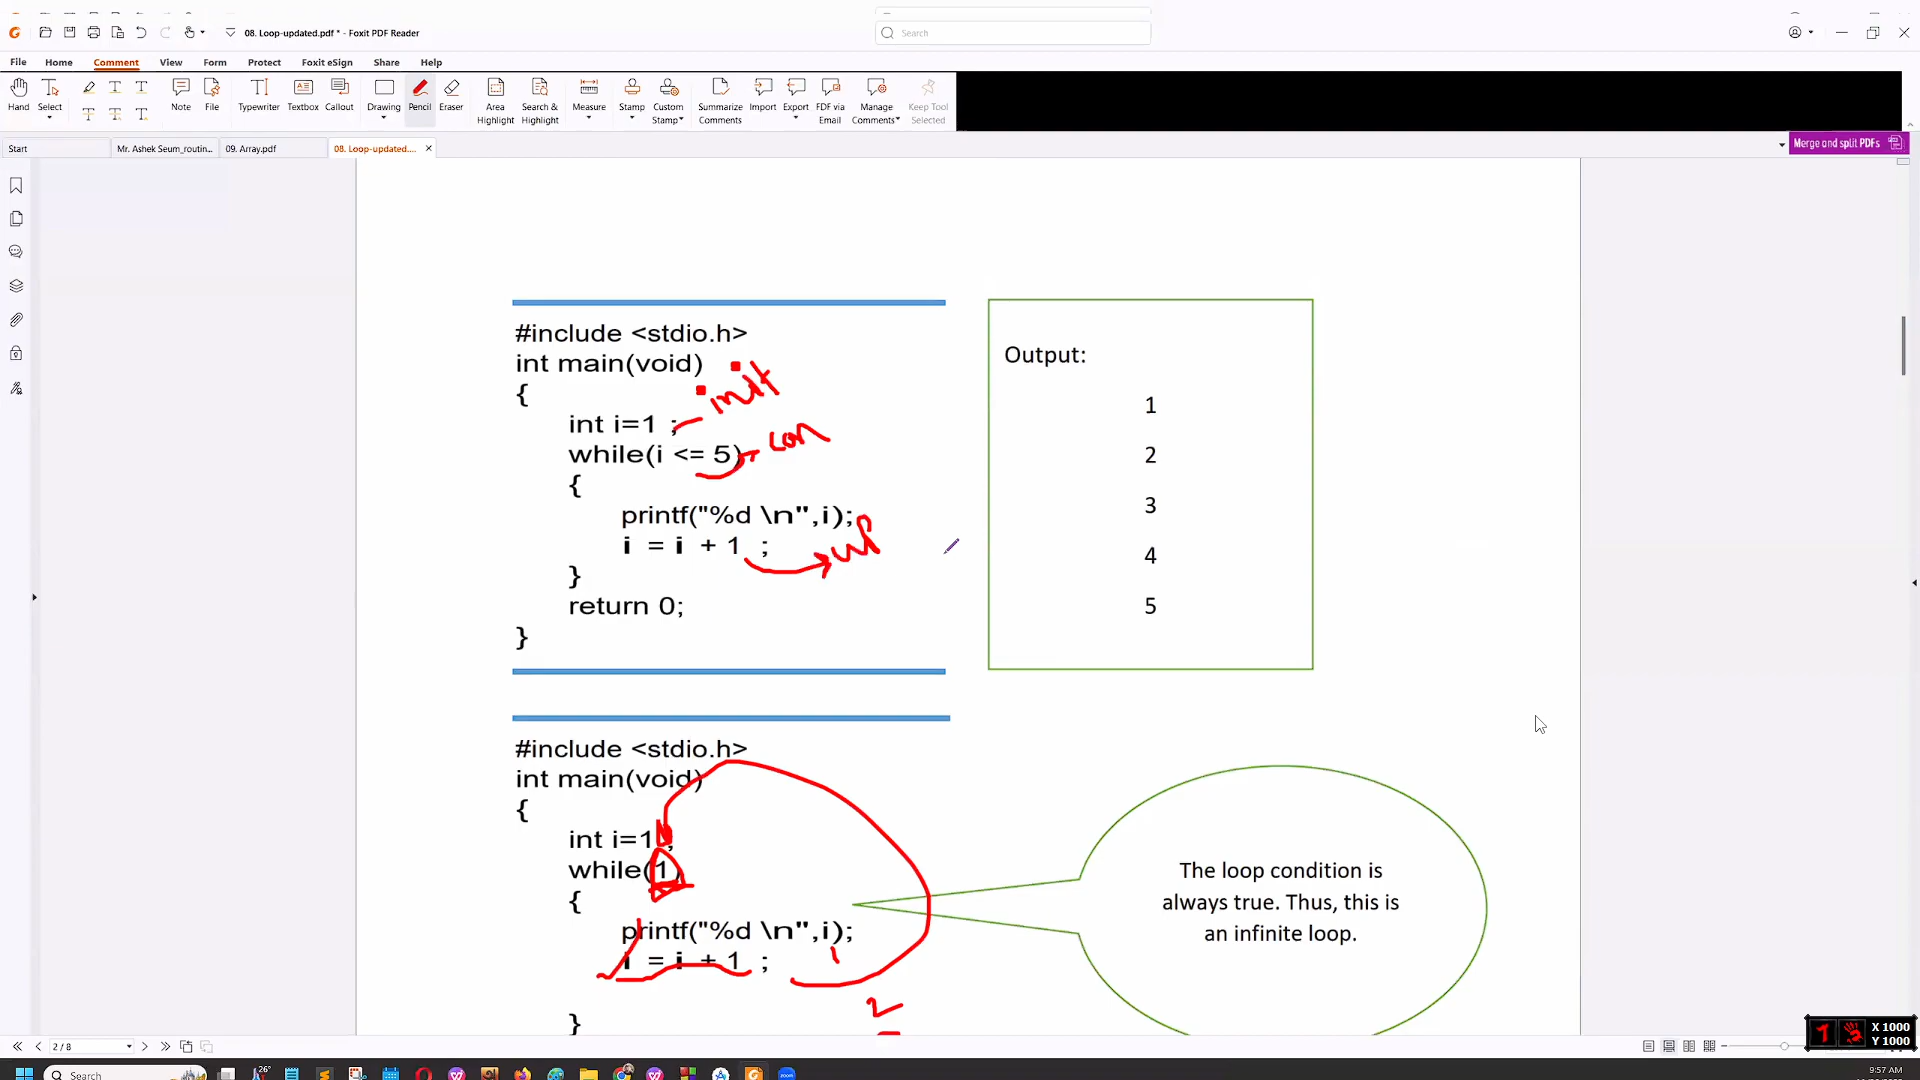 08. Loop-updated.pdf * - Foxit PDF Reader
Search
File Home Comment View Form Protect Foxit eSign Share Help
Hand Select Note File Typewriter Textbox Callout Drawing Pencil Eraser Area Highlight Search & Highlight Measure Stamp Custom Stamp Summarize Comments Import Export FDF via Email Manage Comments Keep Tool Selected
Start Mr. Ashek Seum_routin... 09. Array.pdf 08. Loop-updated....
Merge and split PDFs
#include <stdio.h>
int main(void)
init
{
int i=1 ;
con
while(i <= 5)
{
printf("%d \n",i);
i = i + 1 ;
up
}
return 0;
}
Output:
1
2
3
4
5
#include <stdio.h>
int main(void)
{
int i=1 ;
while(1)
{
printf("%d \n",i);
i = i + 1 ;
1
2
}
The loop condition is
always true. Thus, this is
an infinite loop.
2 / 8
X 1000
Y 1000
Search
26°
9:57 AM